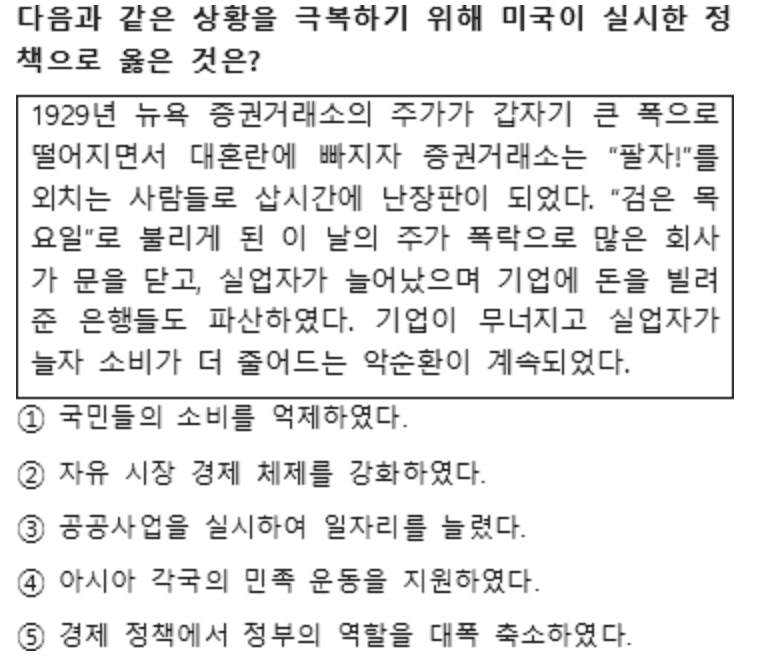 다음과 같은 상황을 극복하기 위해 미국이 실시한 정
책으로 옳은 것은?
1929년 뉴욕 증권거래소의 주가가 갑자기 큰 폭으로
떨어지면서 대혼란에 빠지자 증권거래소는 "팔자!"를
외치는 사람들로 삽시간에 난장판이 되었다. "검은 목
요일"로 불리게 된 이 날의 주가 폭락으로 많은 회사
가 문을 닫고, 실업자가 늘어났으며 기업에 돈을 빌려
준 은행들도 파산하였다. 기업이 무너지고 실업자가
늘자 소비가 더 줄어드는 악순환이 계속되었다.
① 국민들의 소비를 억제하였다.
② 자유 시장 경제 체제를 강화하였다.
③ 공공사업을 실시하여 일자리를 늘렸다.
④ 아시아 각국의 민족 운동을 지원하였다.
⑤ 경제 정책에서 정부의 역할을 대폭 축소하였다.